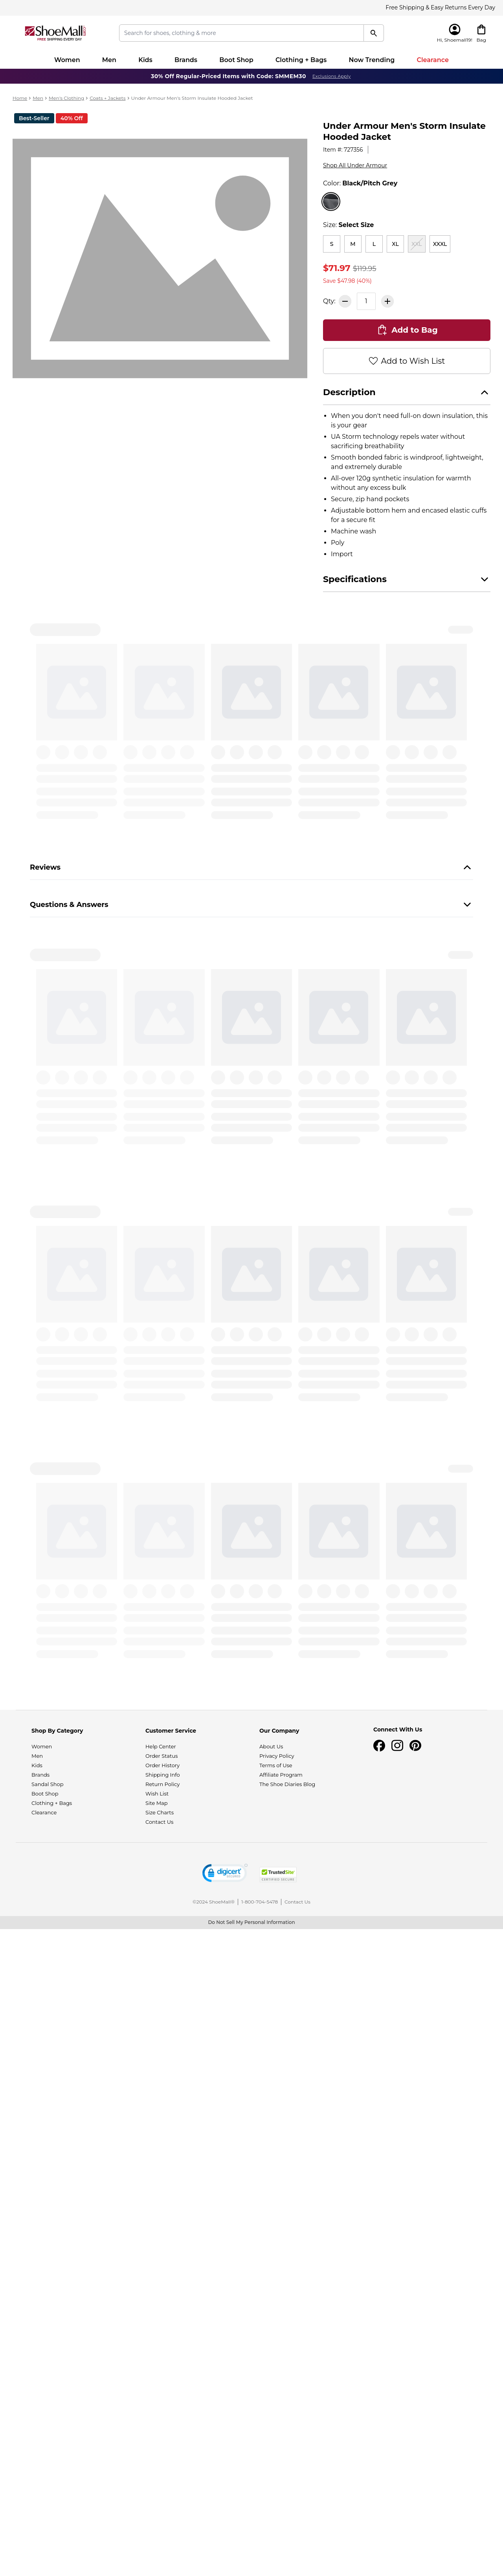 Free Shipping & Easy Returns Every Day
ShoeMall
FREE SHIPPING EVERY DAY
Search for shoes, clothing & more
Hi, Shoemall19!
Bag
Women Men Kids Brands Boot Shop Clothing + Bags Now Trending Clearance
30% Off Regular-Priced Items with Code: SMMEM30 Exclusions Apply
Home Men Men's Clothing Coats + Jackets Under Armour Men's Storm Insulate Hooded Jacket
Best-Seller 40% Off
Under Armour Men's Storm Insulate
Hooded Jacket
Item #: 727356
Shop All Under Armour
Color: Black/Pitch Grey
Size: Select Size
S M L XL XXL XXXL
$71.97 $119.95
Save $47.98 (40%)
Qty: 1
Add to Bag
Add to Wish List
Description
• When you don't need full-on down insulation, this
is your gear
• UA Storm technology repels water without
sacrificing breathability
• Smooth bonded fabric is windproof, lightweight,
and extremely durable
• All-over 120g synthetic insulation for warmth
without any excess bulk
• Secure, zip hand pockets
• Adjustable bottom hem and encased elastic cuffs
for a secure fit
• Machine wash
• Poly
• Import
Specifications
Reviews
Questions & Answers
Shop By Category
Women
Men
Kids
Brands
Sandal Shop
Boot Shop
Clothing + Bags
Clearance
Customer Service
Help Center
Order Status
Order History
Shipping Info
Return Policy
Wish List
Site Map
Size Charts
Contact Us
Our Company
About Us
Privacy Policy
Terms of Use
Affiliate Program
The Shoe Diaries Blog
Connect With Us
digicert
TrustedSite
CERTIFIED SECURE
©2024 ShoeMall® 1-800-704-5478 Contact Us
Do Not Sell My Personal Information